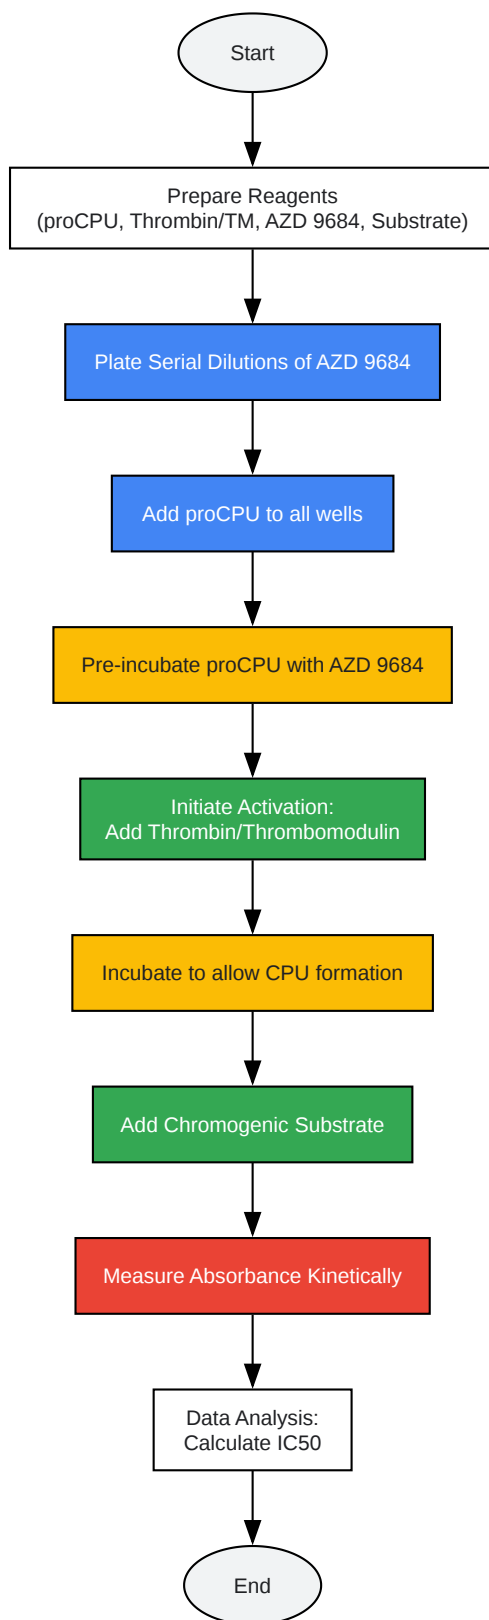 Start
Prepare Reagents
(proCPU, Thrombin/TM, AZD 9684, Substrate)
Plate Serial Dilutions of AZD 9684
Add proCPU to all wells
Pre-incubate proCPU with AZD 9684
Initiate Activation:
Add Thrombin/Thrombomodulin
Incubate to allow CPU formation
Add Chromogenic Substrate
Measure Absorbance Kinetically
Data Analysis:
Calculate IC50
End